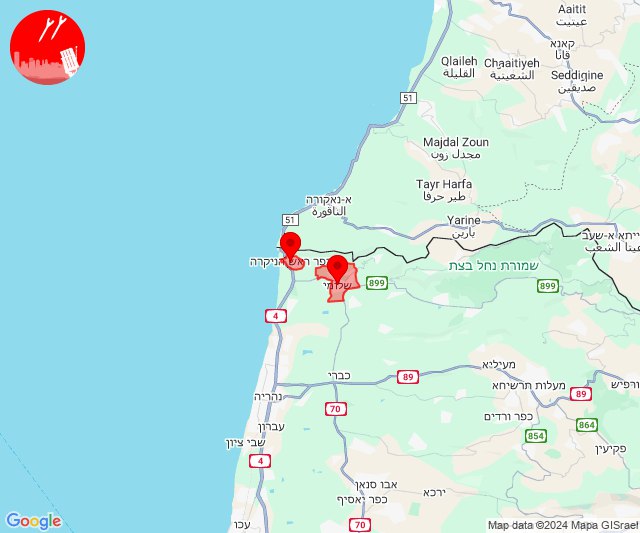 Aaitit
عيتيت
קאנא
قانا
Qlaileh
القليلة
Chaaitiyeh
الشعيتية
Seddiqine
صديقين
51
Majdal Zoun
مجدل زون
Tayr Harfa
طير حرفا
א-נאקורה
الناقورة
51
Yarine
يارين
ייתא א-שעב
عيتا الشعب
כפר ראש הניקרה
שמורת נחל בצת
שלומי
899
899
4
כברי
89
מעיליא
מעלות תרשיחא
89
ורפיש
נהריה
70
כפר ורדים
864
עברון
854
שבי ציון
פקיעין
4
אבו סנאן
ירכא
כפר יאסיף
עכו
70
Google
Map data ©2024 Mapa GISrael